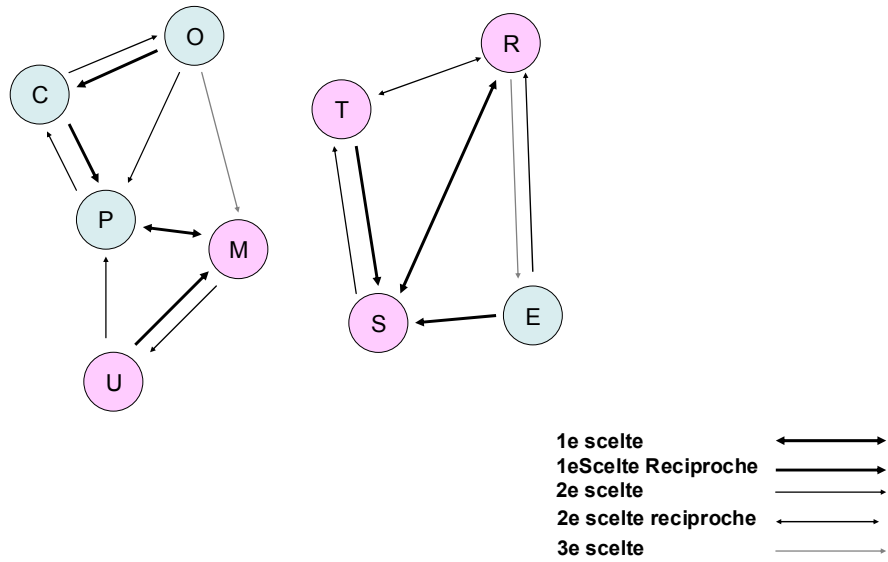 O
R
C
T
P
M
S
E
U
1e scelte
1eScelte Reciproche
2e scelte
2e scelte reciproche
3e scelte